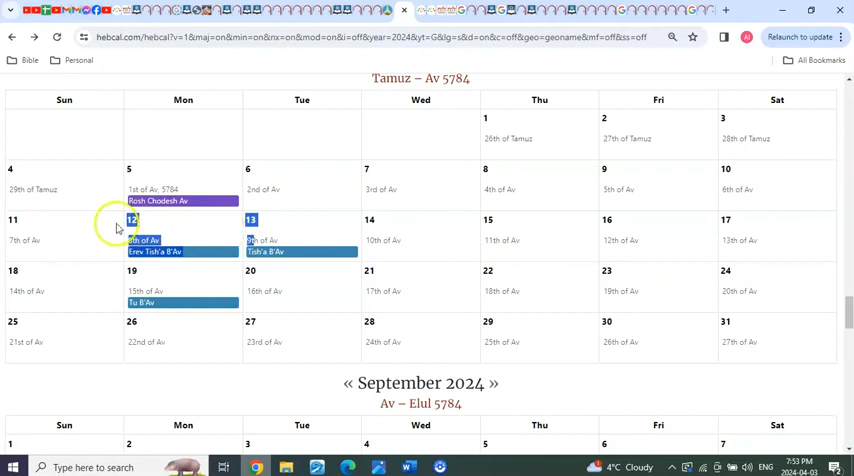 hebcal.com/hebcal?v=1&maj=on&min=on&nx=on&mod=on&i=off&year=2024&yt=G&lg=s&d=on&c=off&geo=geoname&mf=off&ss=off
AI
Relaunch to update
Bible
Personal
All Bookmarks
Tamuz – Av 5784
Sun Mon Tue Wed Thu Fri Sat
1 2 3
26th of Tamuz 27th of Tamuz 28th of Tamuz
4 5 6 7 8 9 10
29th of Tamuz 1st of Av, 5784 2nd of Av 3rd of Av 4th of Av 5th of Av 6th of Av
Rosh Chodesh Av
11 12 13 14 15 16 17
7th of Av 8th of Av 9th of Av 10th of Av 11th of Av 12th of Av 13th of Av
Erev Tish'a B'Av Tish'a B'Av
18 19 20 21 22 23 24
14th of Av 15th of Av 16th of Av 17th of Av 18th of Av 19th of Av 20th of Av
Tu B'Av
25 26 27 28 29 30 31
21st of Av 22nd of Av 23rd of Av 24th of Av 25th of Av 26th of Av 27th of Av
« September 2024 »
Av – Elul 5784
Sun Mon Tue Wed Thu Fri Sat
1 2 3 4 5 6 7
Type here to search
4°C Cloudy
ENG
7:53 PM
2024-04-03